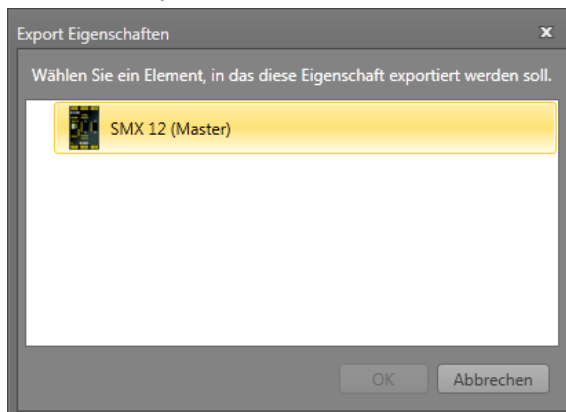 Export Eigenschaften
x
Wählen Sie ein Element, in das diese Eigenschaft exportiert werden soll.
SMX 12 (Master)
OK Abbrechen